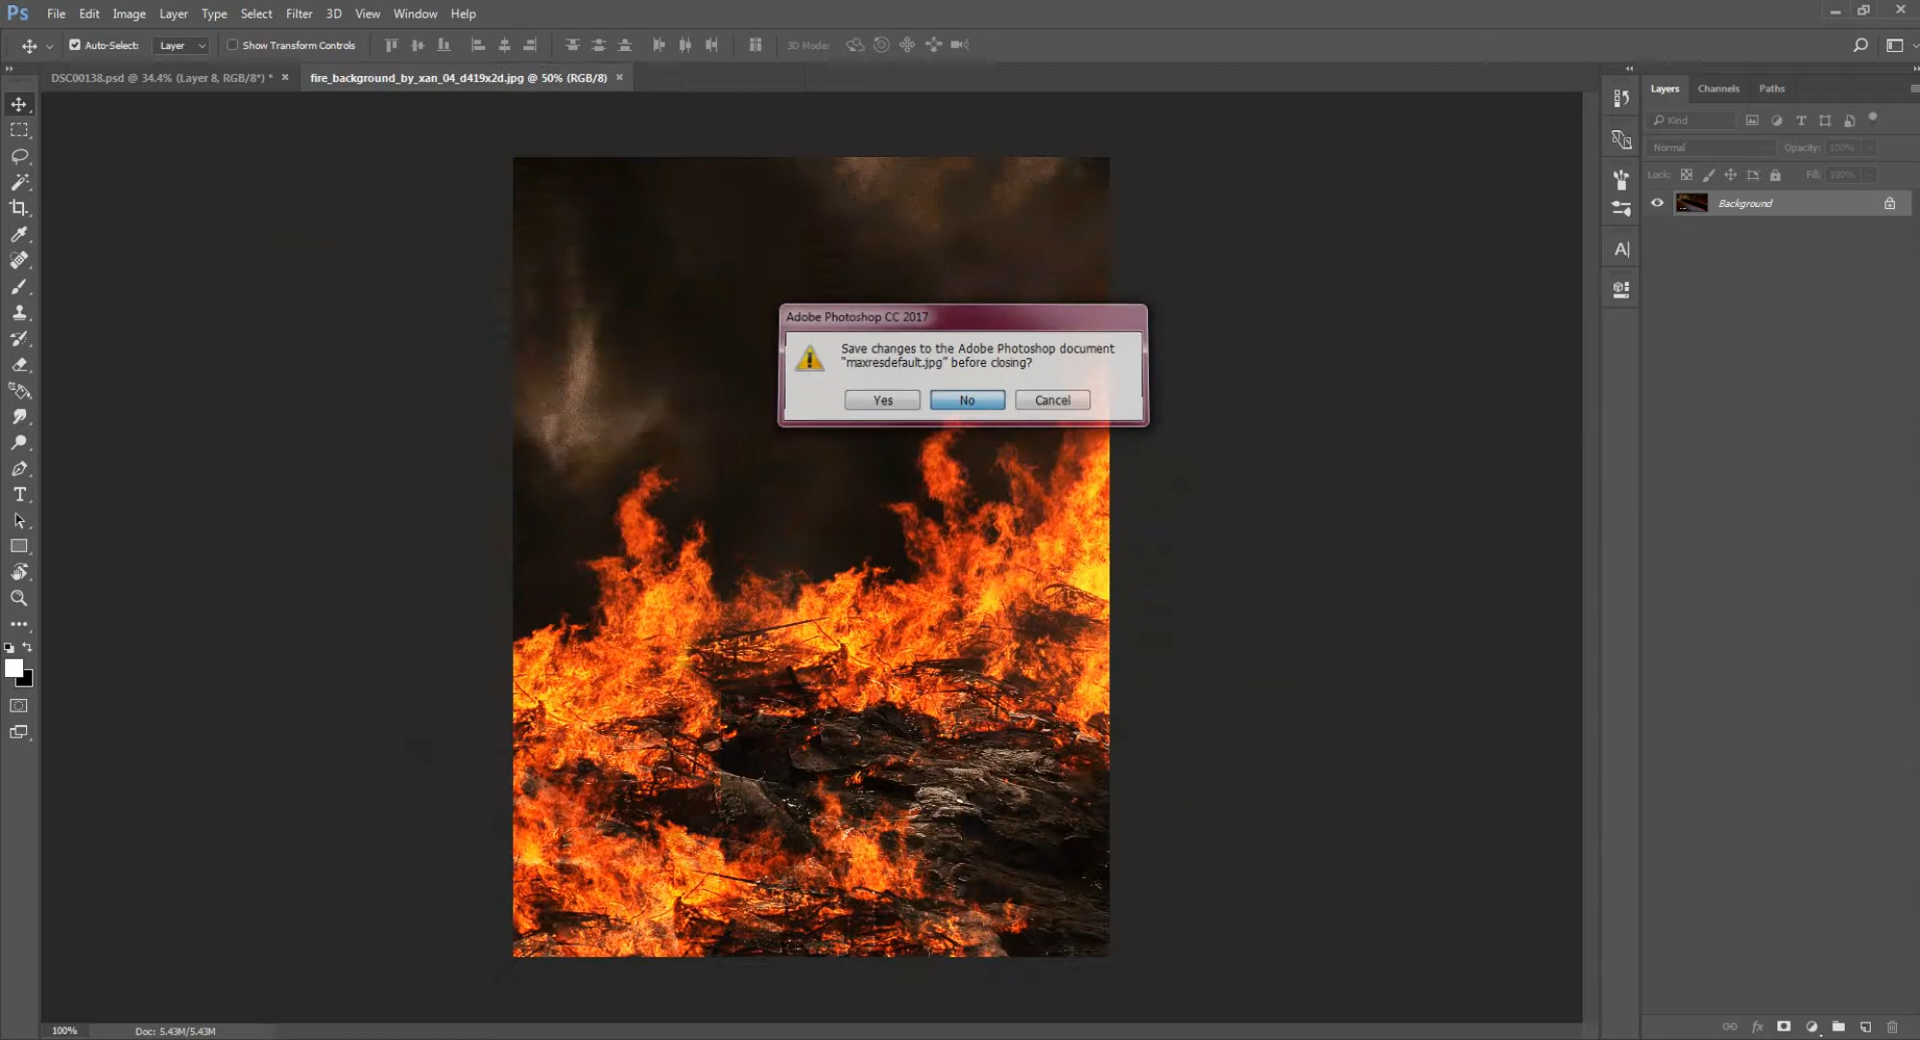 Ps File Edit Image Layer Type Select Filter 3D View Window Help
Auto-Select: Layer Show Transform Controls 3D Mode:
DSC00138.psd @ 34.4% (Layer 8, RGB/8*) * × fire_background_by_xan_04_d419x2d.jpg @ 50% (RGB/8) ×
Layers Channels Paths
Kind
Normal Opacity: 100%
Lock: Fill: 100%
Background
Adobe Photoshop CC 2017
Save changes to the Adobe Photoshop document
“maxresdefault.jpg” before closing?
Yes No Cancel
100% Doc: 5.43M/5.43M